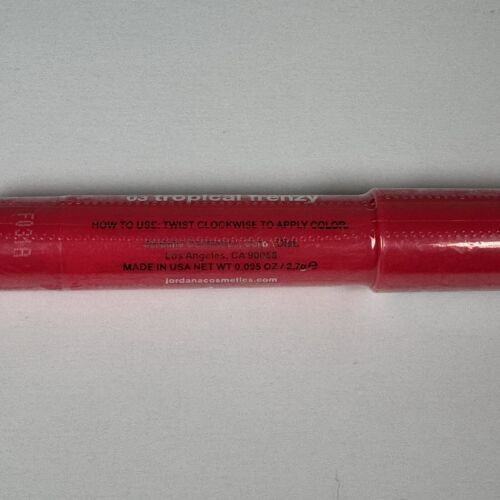 03 tropical frenzy
HOW TO USE: TWIST CLOCKWISE TO APPLY COLOR.
Dist.
Los Angeles, CA 90058
MADE IN USA NET WT 0.095 OZ / 2.7g ℮
jordanacosmetics.com